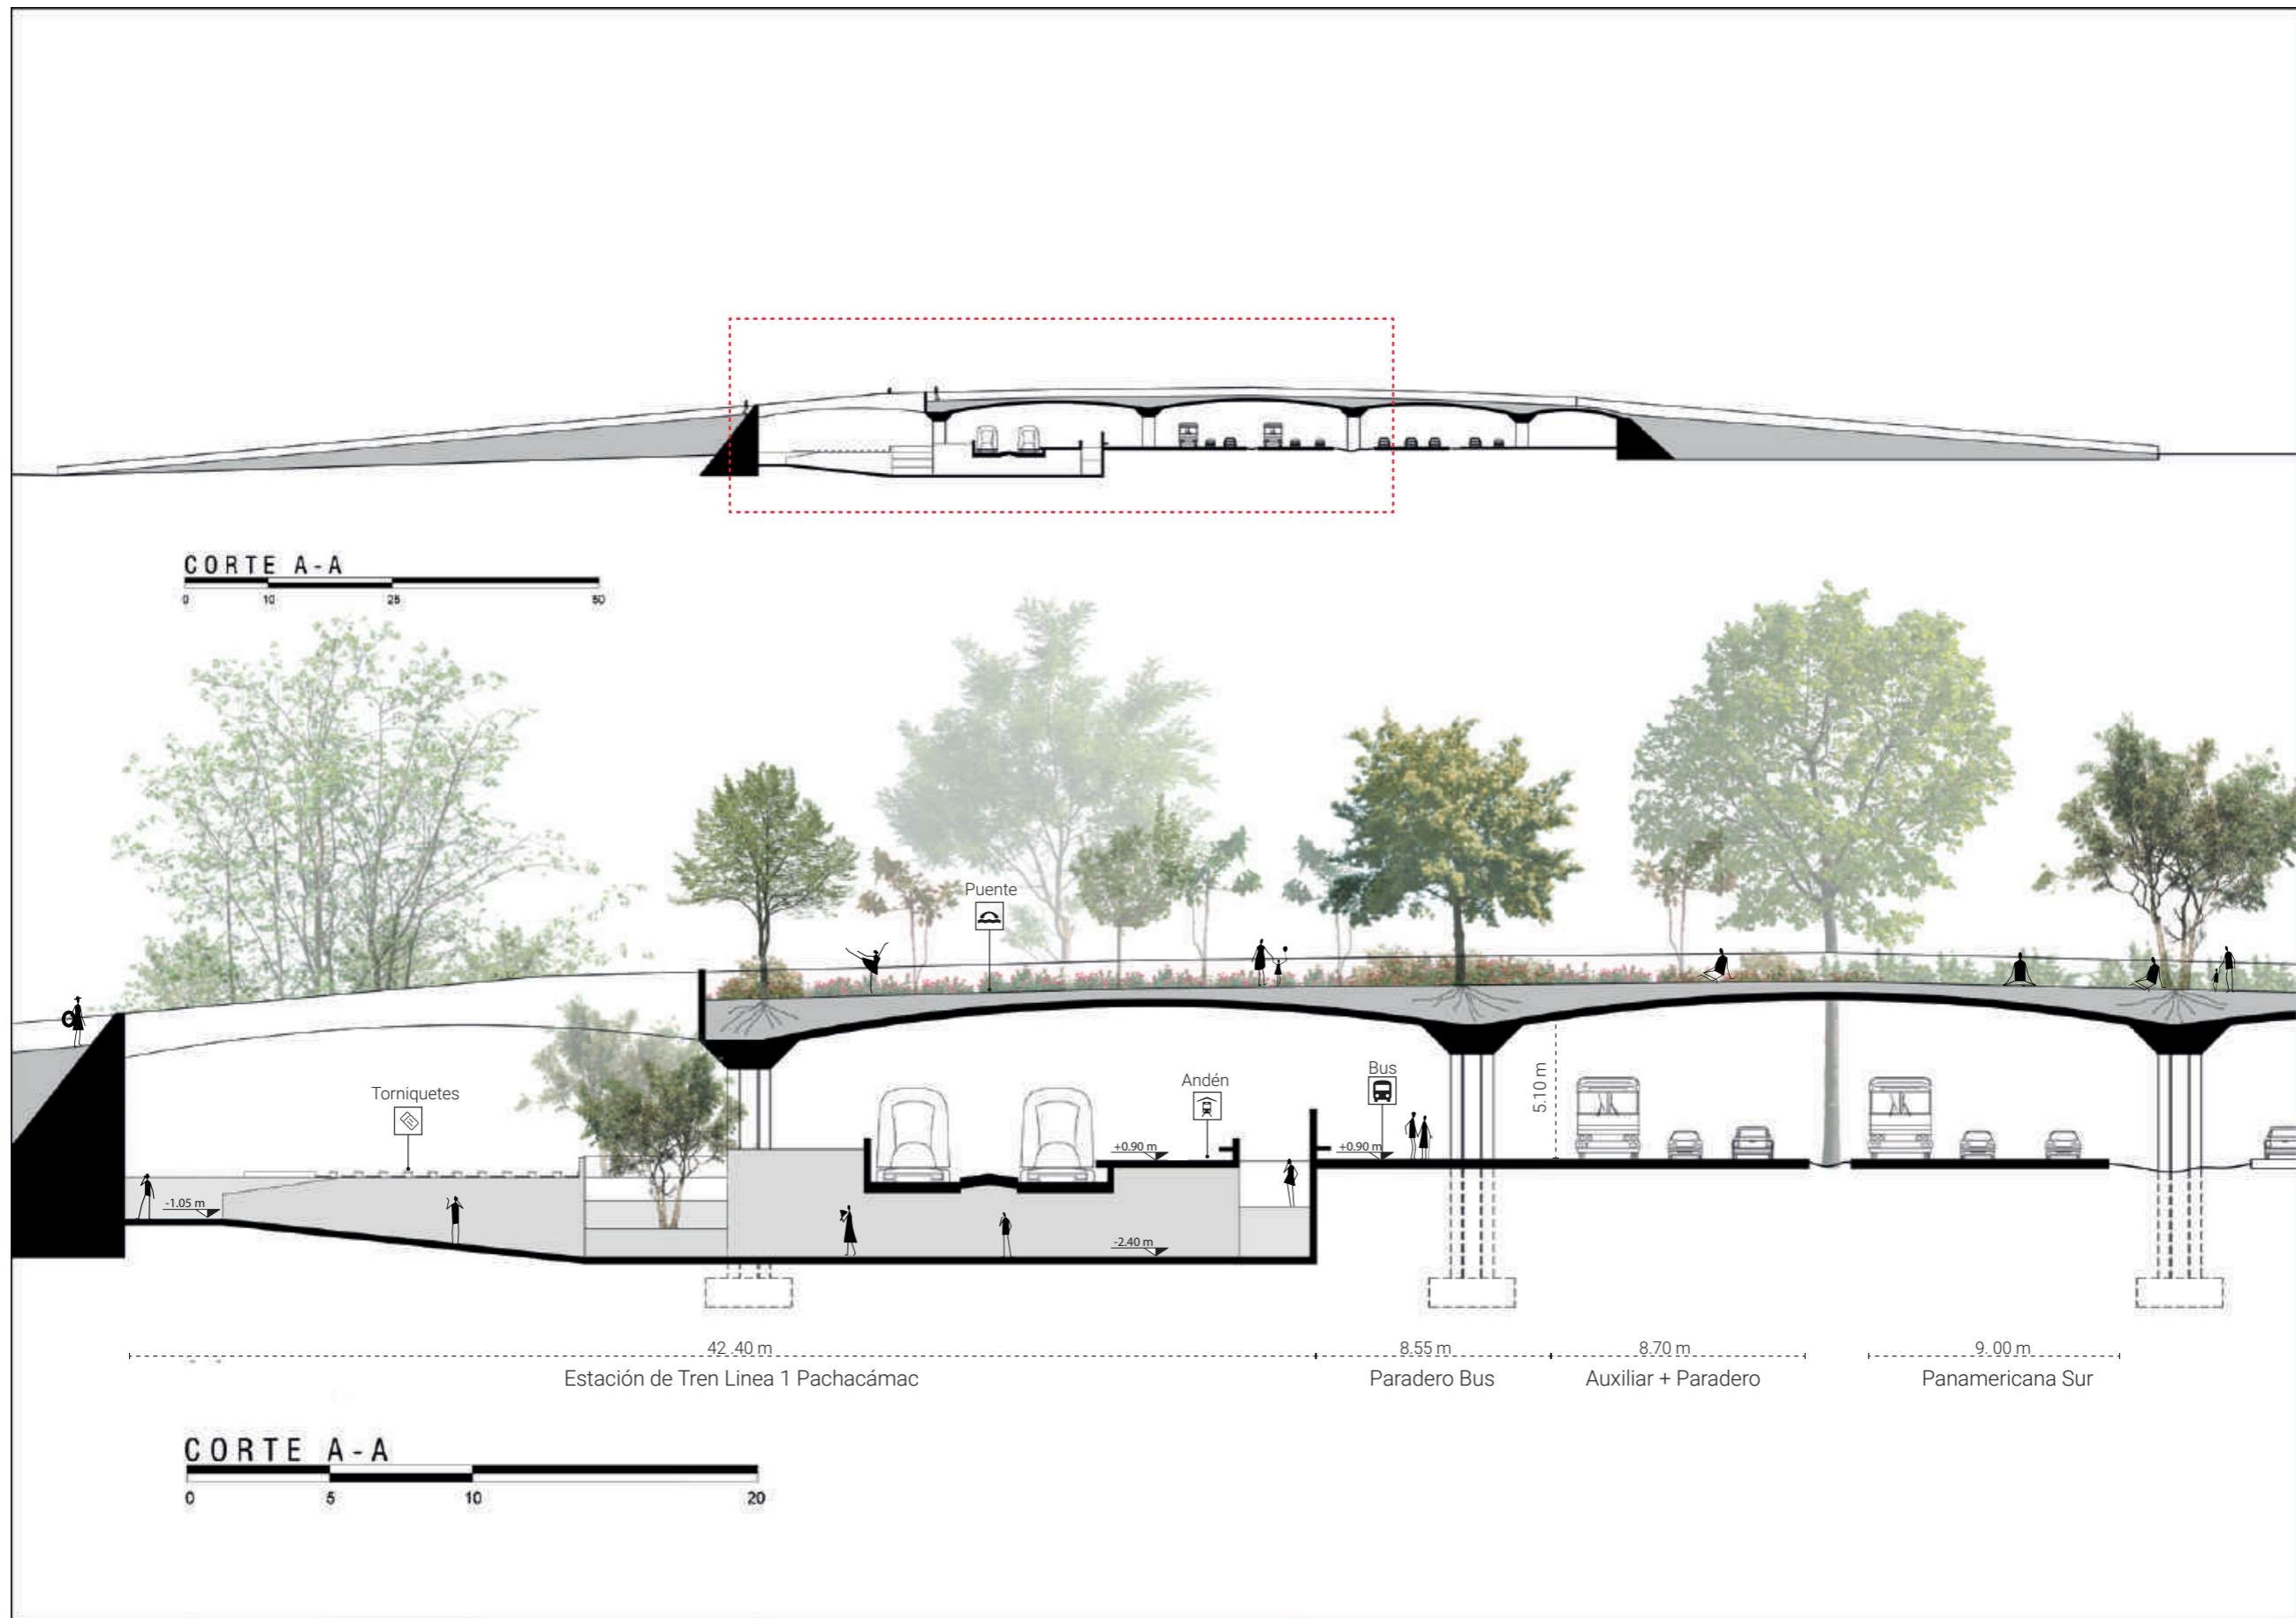 CORTE A-A
0 10 25 50
Puente
Torniquetes
Andén
Bus
5.10 m
+0.90 m
+0.90 m
-1.05 m
-2.40 m
42 .40 m
8.55 m
8.70 m
9. 00 m
Estación de Tren Linea 1 Pachacámac
Paradero Bus
Auxiliar + Paradero
Panamericana Sur
CORTE A-A
0 5 10 20